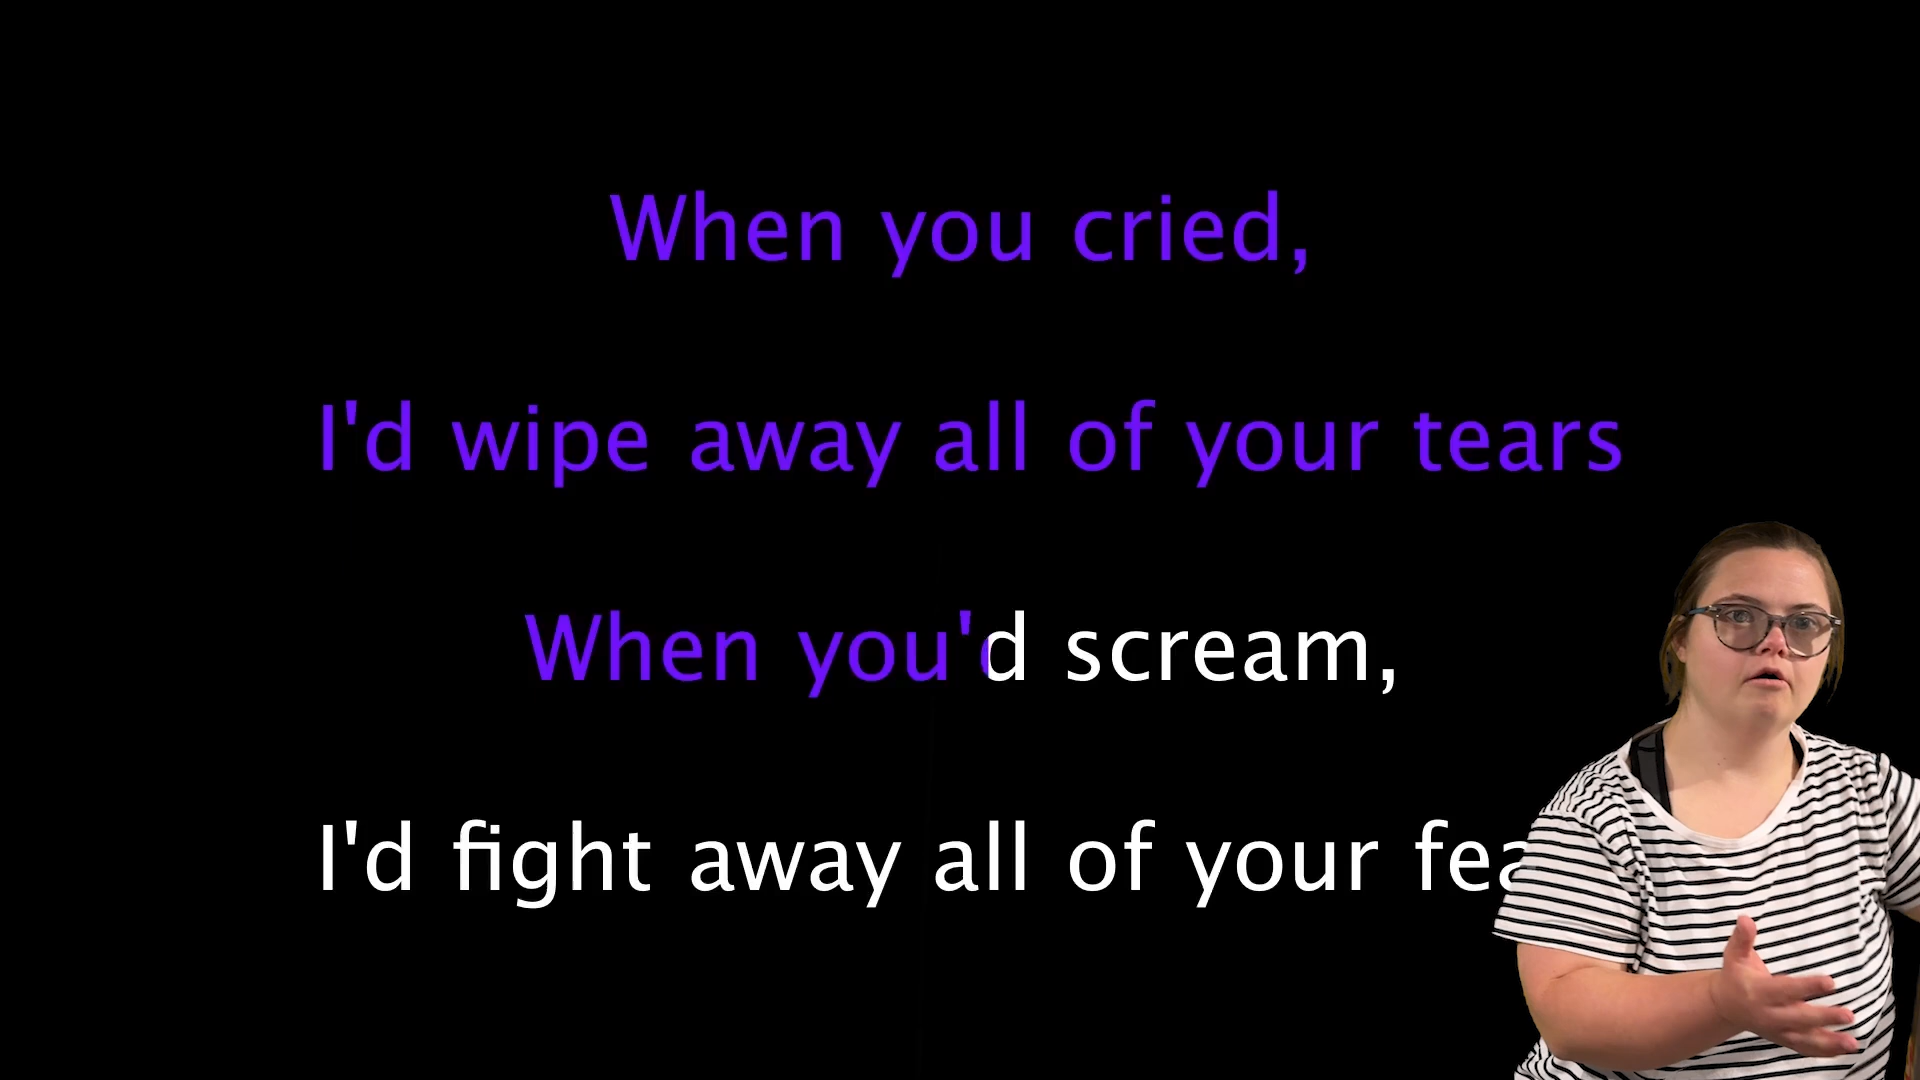 When you cried,
I'd wipe away all of your tears
When you'd scream,
I'd fight away all of your